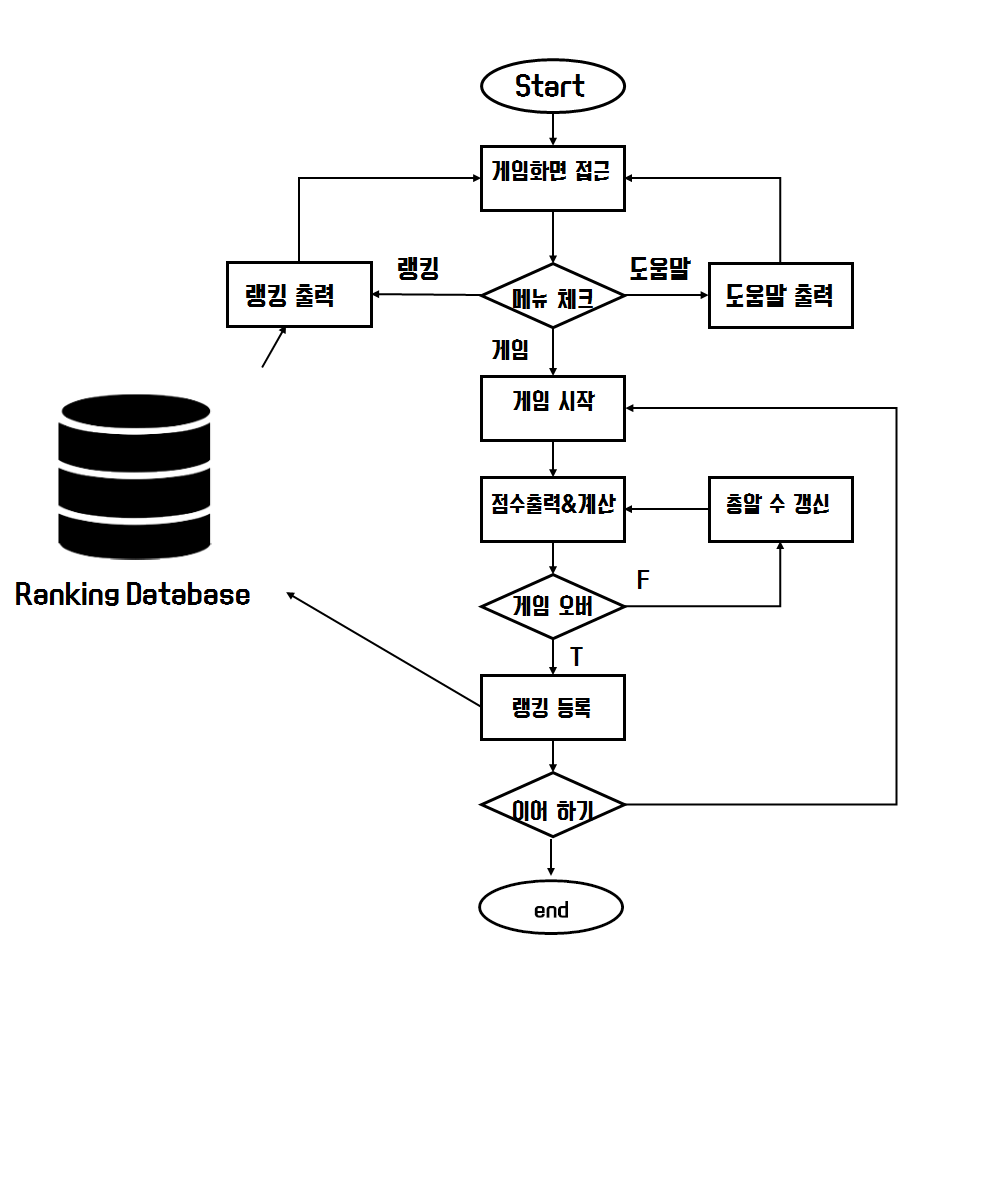 Start
게임화면 접근
랭킹
도움말
랭킹 출력
메뉴 체크
도움말 출력
게임
게임 시작
점수출력&계산
총알 수 갱신
F
게임 오버
Ranking Database
T
랭킹 등록
이어 하기
end